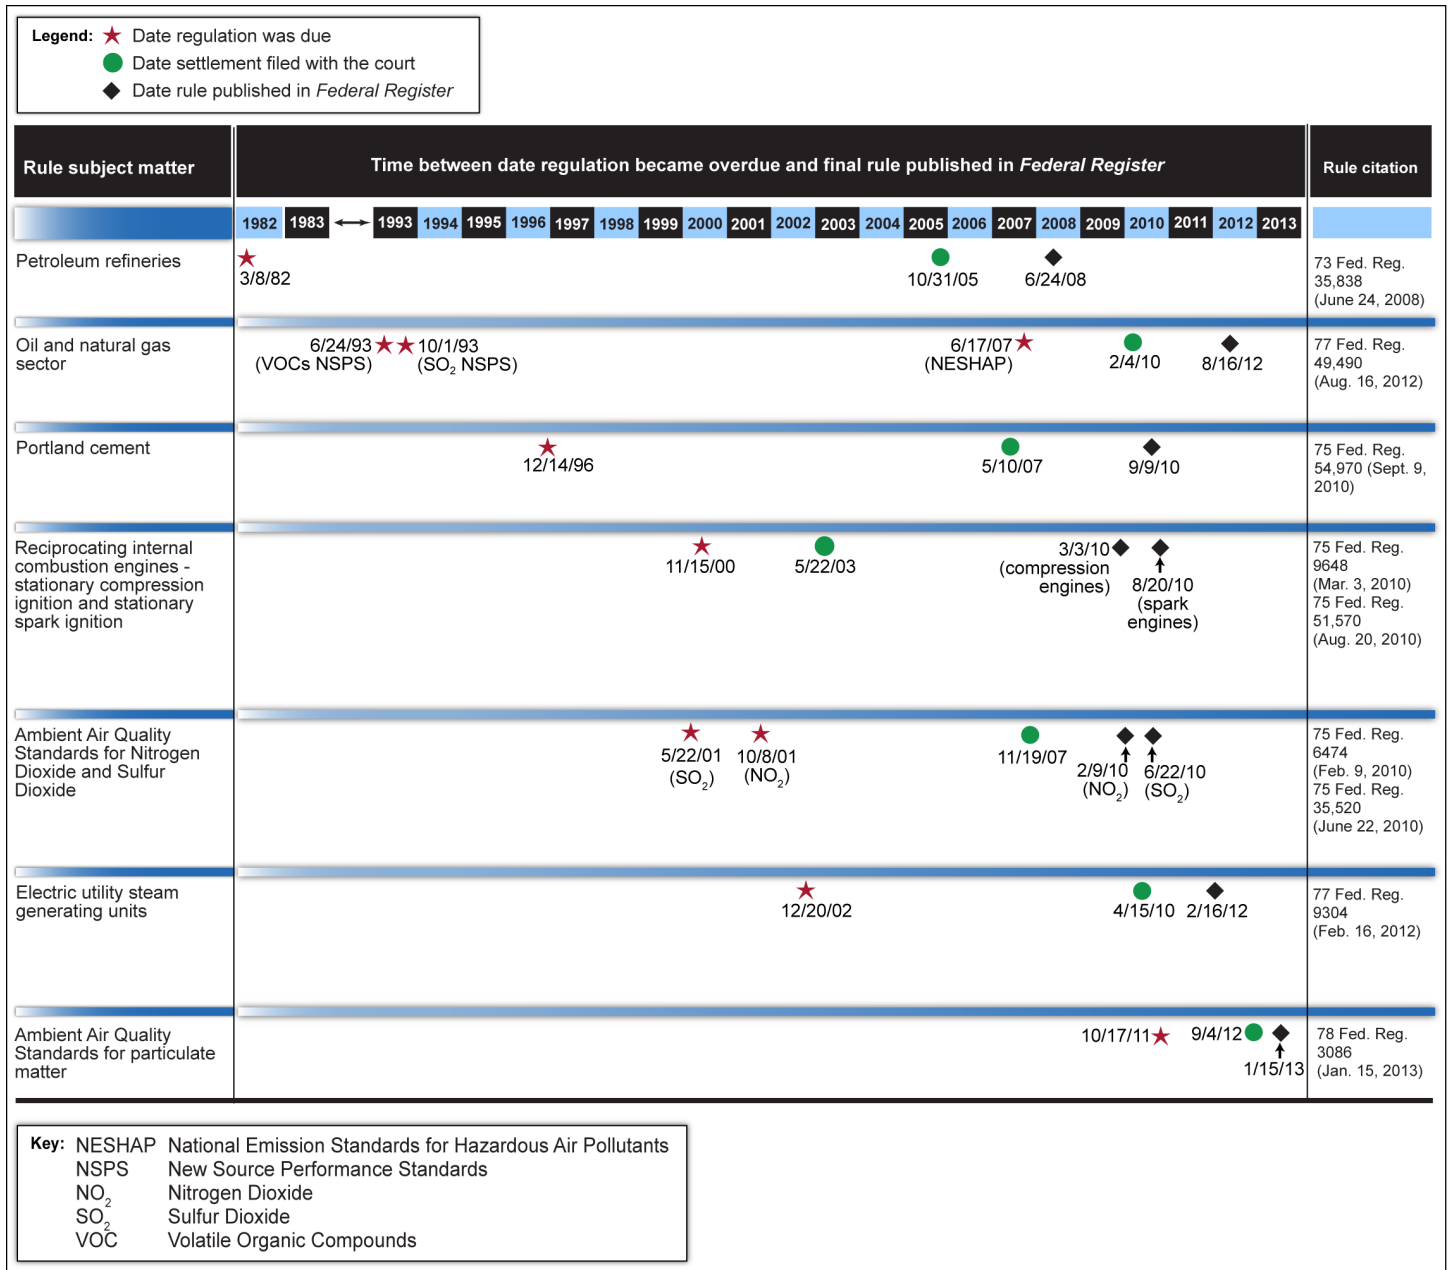 Legend: Date regulation was due
Date settlement filed with the court
Date rule published in Federal Register
Rule subject matter
Time between date regulation became overdue and final rule published in Federal Register
Rule citation
1982 1983 1993 1994 1995 1996 1997 1998 1999 2000 2001 2002 2003 2004 2005 2006 2007 2008 2009 2010 2011 2012 2013
Petroleum refineries
3/8/82
10/31/05
6/24/08
73 Fed. Reg.
35,838
(June 24, 2008)
Oil and natural gas
sector
6/24/93
(VOCs NSPS)
10/1/93
(SO2 NSPS)
6/17/07
(NESHAP)
2/4/10
8/16/12
77 Fed. Reg.
49,490
(Aug. 16, 2012)
Portland cement
12/14/96
5/10/07
9/9/10
75 Fed. Reg.
54,970 (Sept. 9,
2010)
Reciprocating internal
combustion engines -
stationary compression
ignition and stationary
spark ignition
11/15/00
5/22/03
3/3/10
(compression
engines)
8/20/10
(spark
engines)
75 Fed. Reg.
9648
(Mar. 3, 2010)
75 Fed. Reg.
51,570
(Aug. 20, 2010)
Ambient Air Quality
Standards for Nitrogen
Dioxide and Sulfur
Dioxide
5/22/01
(SO2)
10/8/01
(NO2)
11/19/07
2/9/10
(NO2)
6/22/10
(SO2)
75 Fed. Reg.
6474
(Feb. 9, 2010)
75 Fed. Reg.
35,520
(June 22, 2010)
Electric utility steam
generating units
12/20/02
4/15/10
2/16/12
77 Fed. Reg.
9304
(Feb. 16, 2012)
Ambient Air Quality
Standards for particulate
matter
10/17/11
9/4/12
1/15/13
78 Fed. Reg.
3086
(Jan. 15, 2013)
Key: NESHAP National Emission Standards for Hazardous Air Pollutants
NSPS New Source Performance Standards
NO2 Nitrogen Dioxide
SO2 Sulfur Dioxide
VOC Volatile Organic Compounds